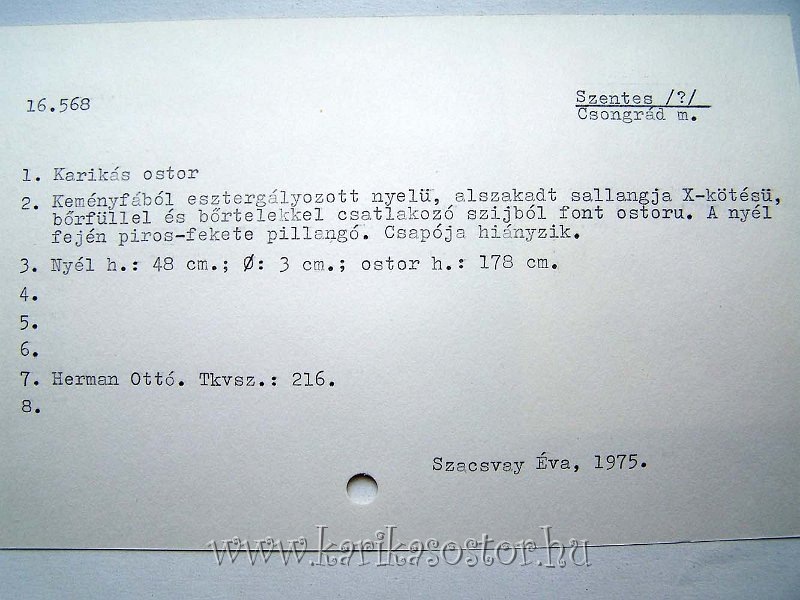 16.568
Szentes /?/
Csongrád m.
1. Karikás ostor
2. Keményfából esztergályozott nyelü, alszakadt sallangja X-kötésü,
bőrfüllel és bőrtelekkel csatlakozó szijból font ostoru. A nyél
fején piros-fekete pillangó. Csapója hiányzik.
3. Nyél h.: 48 cm.; Ø: 3 cm.; ostor h.: 178 cm.
4.
5.
6.
7. Herman Ottó. Tkvsz.: 216.
8.
Szacsvay Éva, 1975.
www.karikasostor.hu